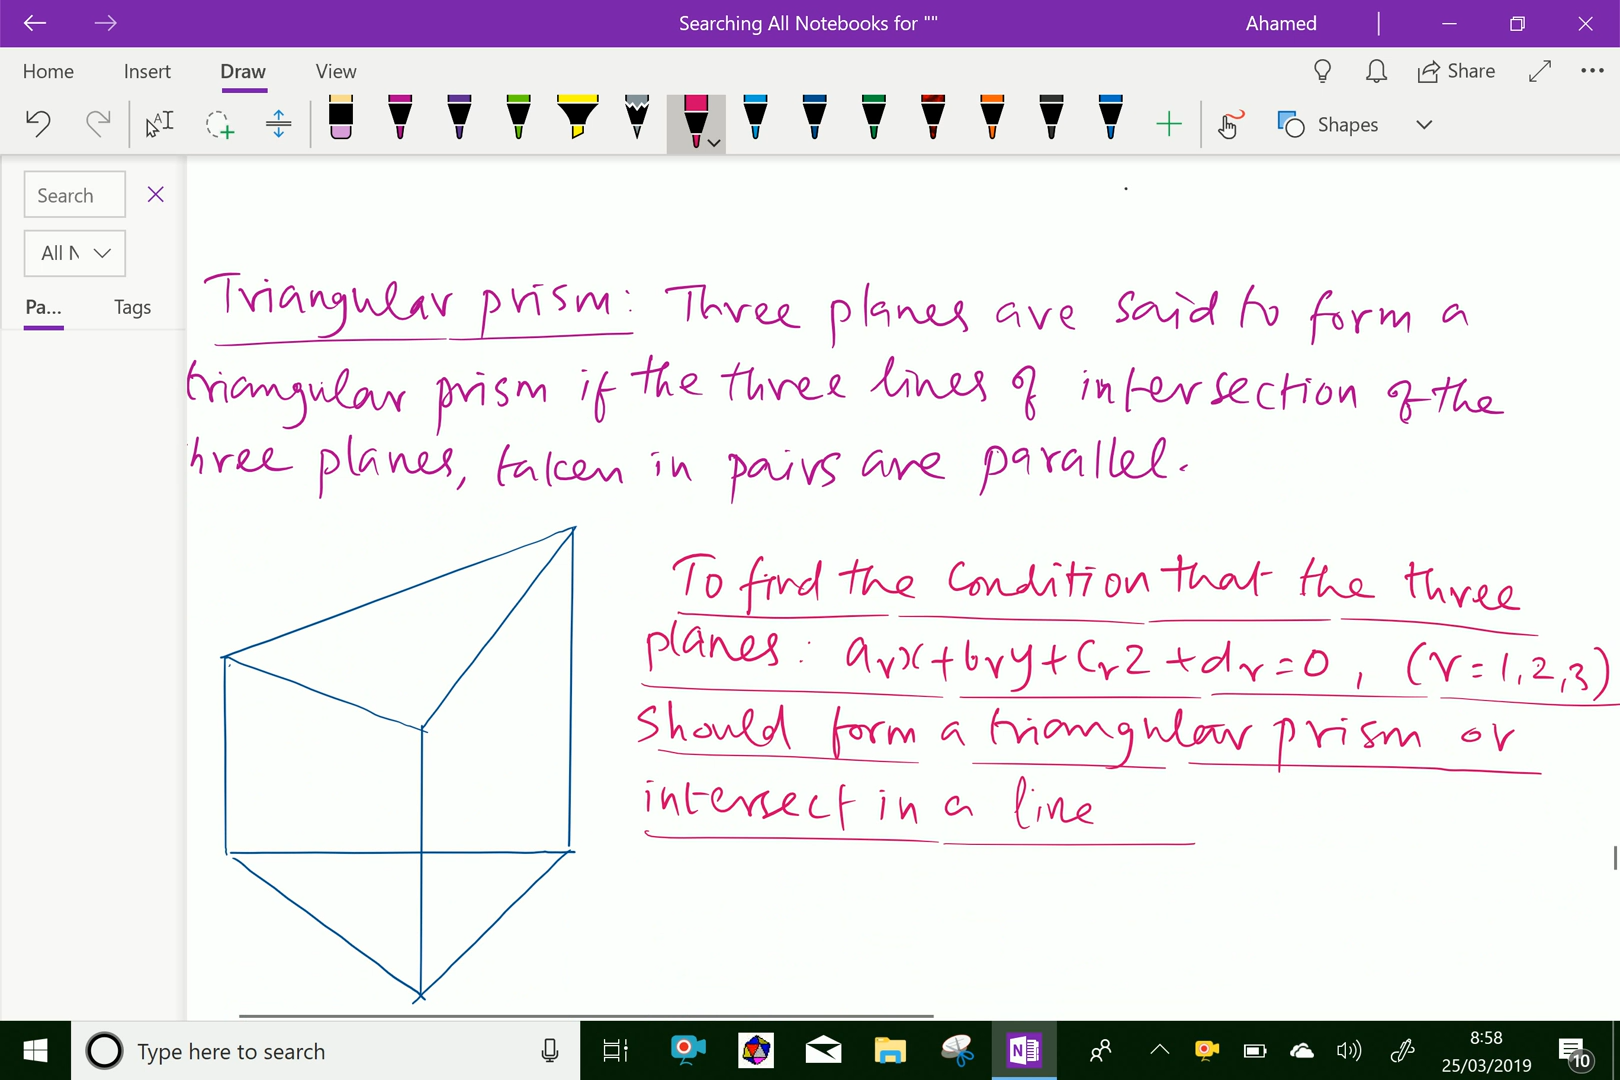 Searching All Notebooks for ""
Ahamed
Home Insert Draw View
Share
Shapes
Search
All N
Pa... Tags
Triangular prism: Three planes are said to form a
triangular prism if the three lines of intersection of the
hree planes, taken in pairs are parallel.
To find the condition that the three
planes: aᵣx+bᵣy+Cᵣz+dᵣ=0, (r=1,2,3)
should form a triangular prism or
intersect in a line
Type here to search
N
8:58
25/03/2019
10